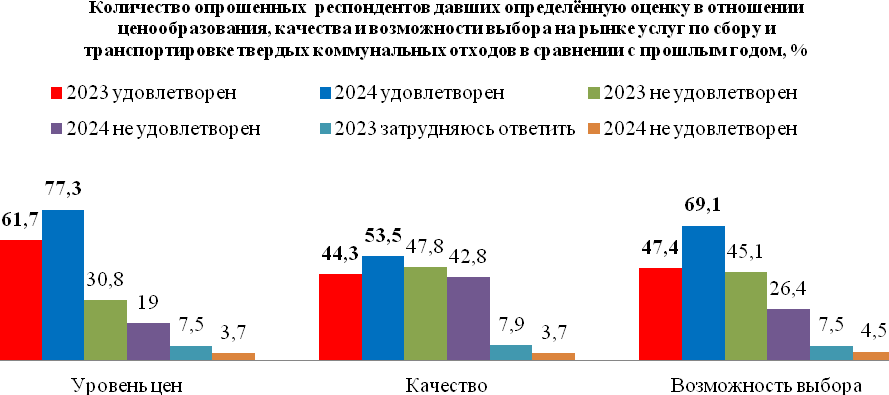 Количество опрошенных респондентов давших определённую оценку в отношении
ценообразования, качества и возможности выбора на рынке услуг по сбору и
транспортировке твердых коммунальных отходов в сравнении с прошлым годом, %
2023 удовлетворен 2024 удовлетворен 2023 не удовлетворен
2024 не удовлетворен 2023 затрудняюсь ответить 2024 не удовлетворен
61,7 77,3 30,8 19 7,5 3,7
44,3 53,5 47,8 42,8 7,9 3,7
47,4 69,1 45,1 26,4 7,5 4,5
Уровень цен Качество Возможность выбора